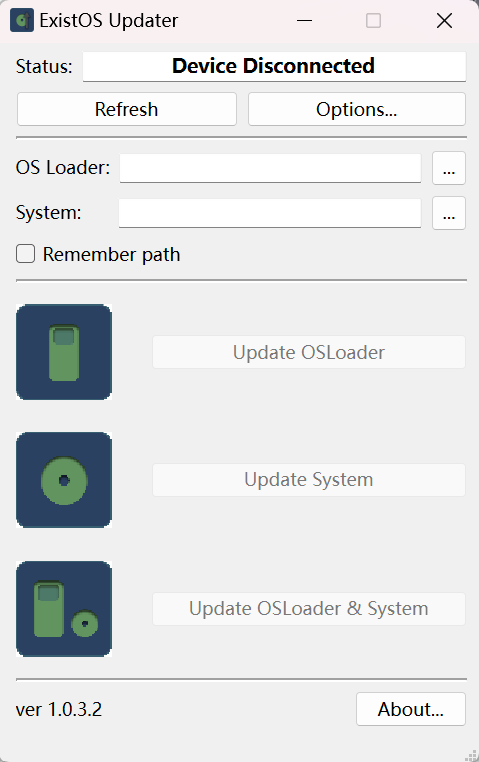 ExistOS Updater
Status: Device Disconnected
Refresh Options...
OS Loader: ...
System: ...
Remember path
Update OSLoader
Update System
Update OSLoader & System
ver 1.0.3.2 About...